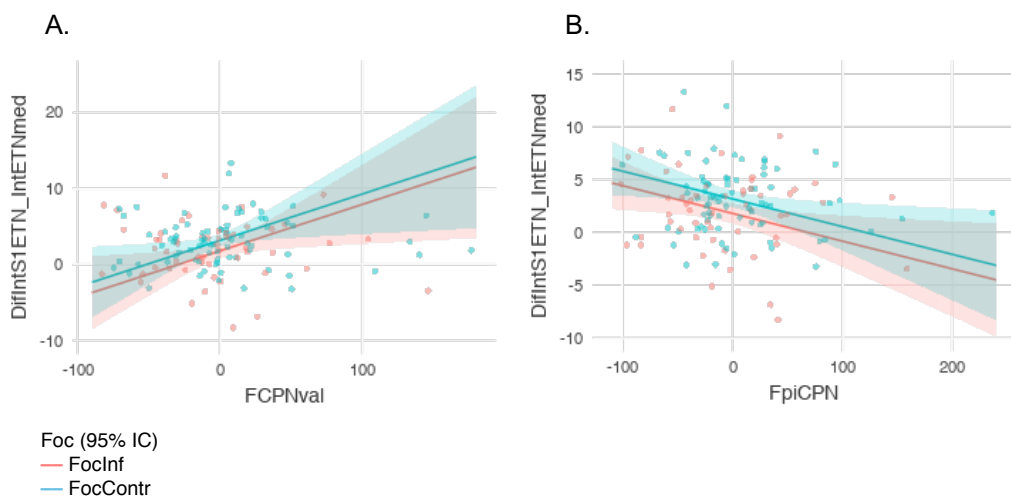 A.
B.
DifIntS1ETN_IntETNmed
20
10
0
-10
-100
0
100
FCPNval
DifIntS1ETN_IntETNmed
15
10
5
0
-5
-10
-100
0
100
200
FpiCPN
Foc (95% IC)
FocInf
FocContr